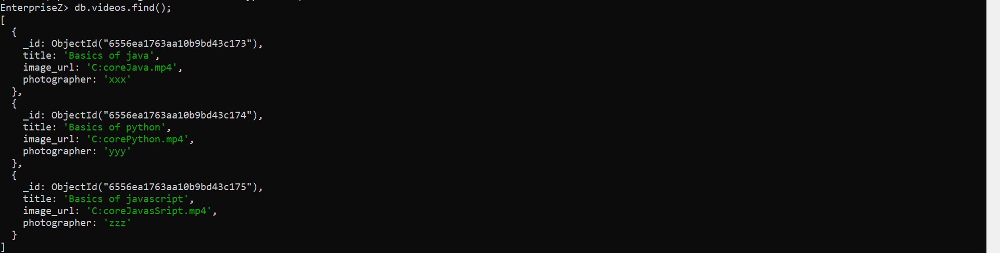 EnterpriseZ> db.videos.find();
[
  {
    _id: ObjectId("6556ea1763aa10b9bd43c173"),
    title: 'Basics of java',
    image_url: 'C:coreJava.mp4',
    photographer: 'xxx'
  },
  {
    _id: ObjectId("6556ea1763aa10b9bd43c174"),
    title: 'Basics of python',
    image_url: 'C:corePython.mp4',
    photographer: 'yyy'
  },
  {
    _id: ObjectId("6556ea1763aa10b9bd43c175"),
    title: 'Basics of javascript',
    image_url: 'C:coreJavasSript.mp4',
    photographer: 'zzz'
  }
]